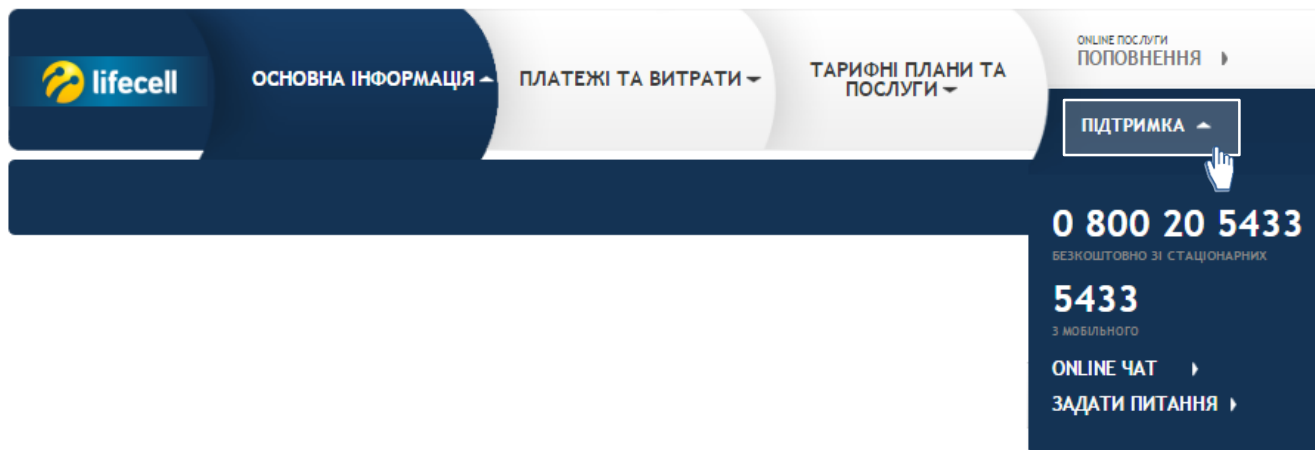 lifecell
ОСНОВНА ІНФОРМАЦІЯ
ПЛАТЕЖІ ТА ВИТРАТИ
ТАРИФНІ ПЛАНИ ТА
ПОСЛУГИ
ONLINE ПОСЛУГИ
ПОПОВНЕННЯ
ПІДТРИМКА
0 800 20 5433
БЕЗКОШТОВНО ЗІ СТАЦІОНАРНИХ
5433
З МОБІЛЬНОГО
ONLINE ЧАТ
ЗАДАТИ ПИТАННЯ